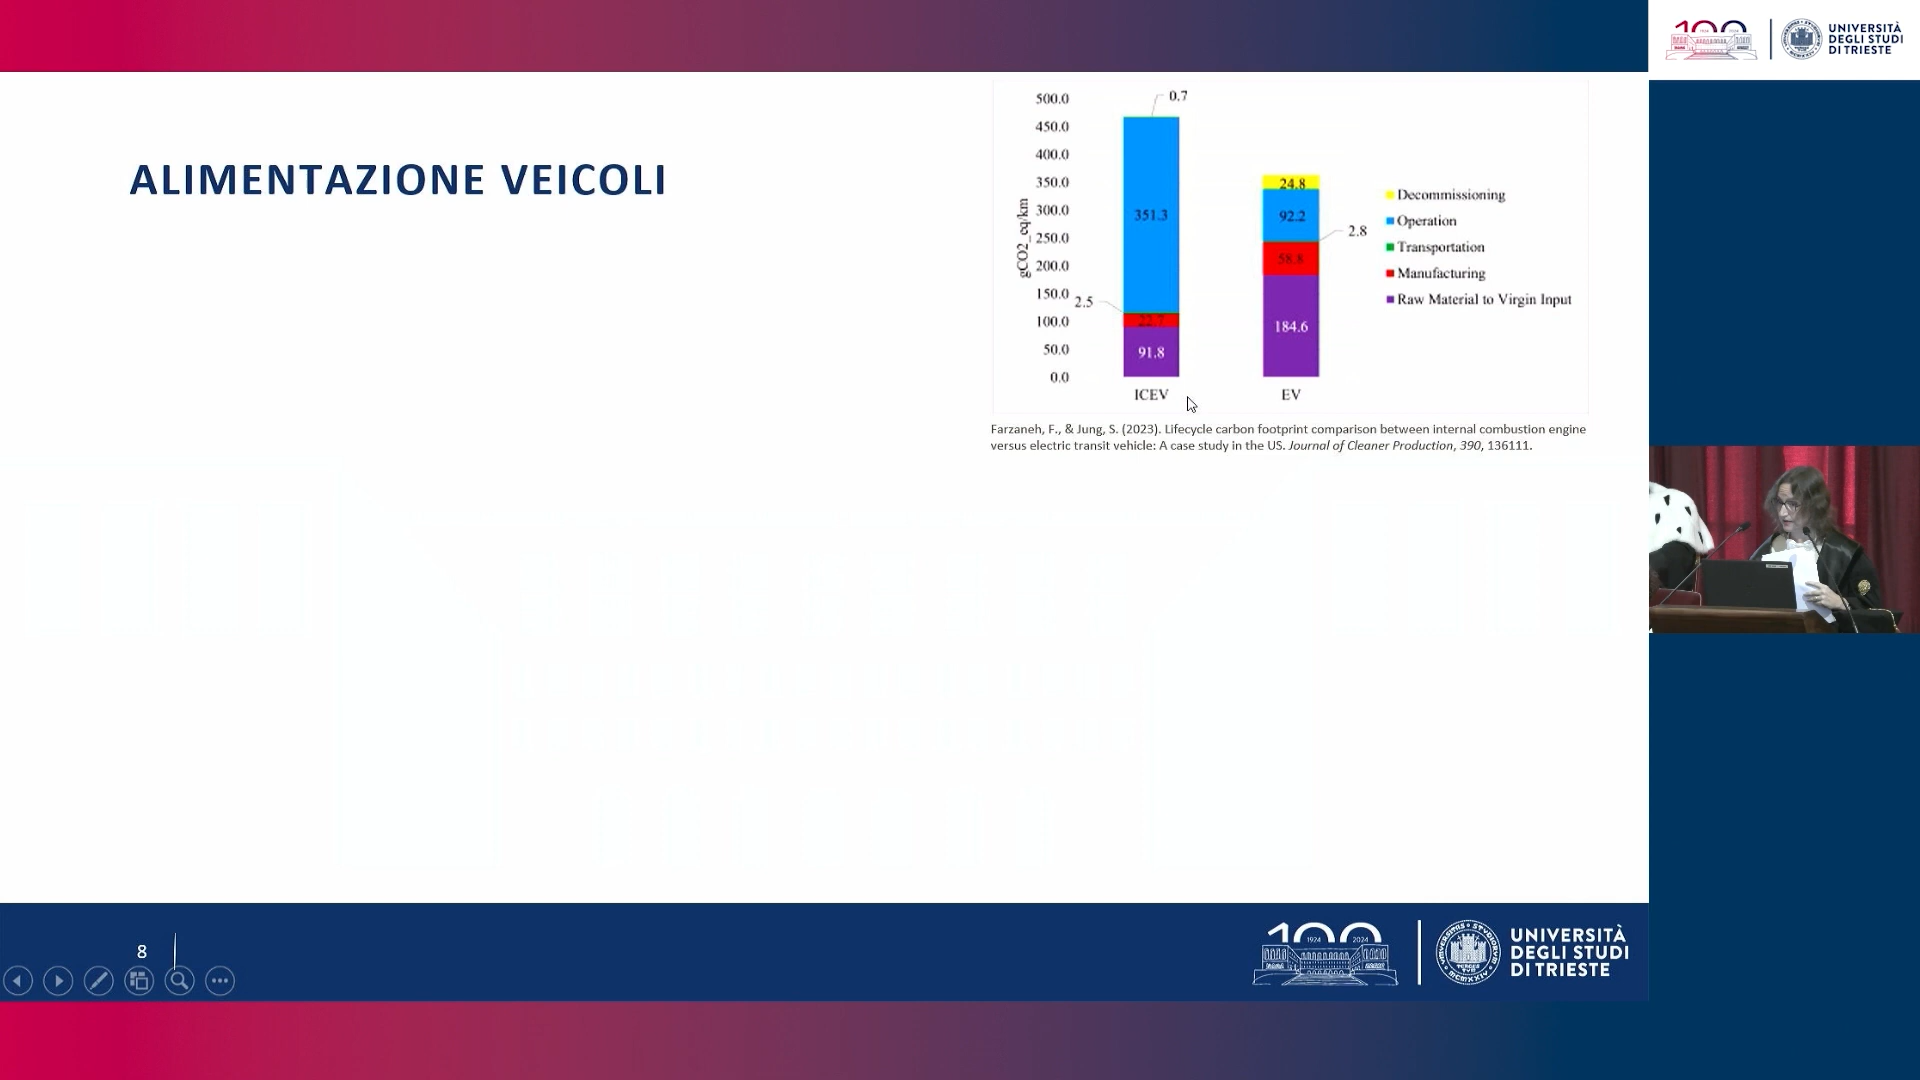 UNIVERSITÀ
DEGLI STUDI
DI TRIESTE
ALIMENTAZIONE VEICOLI
500.0
450.0
400.0
350.0
300.0
250.0
200.0
150.0
100.0
50.0
0.0
gCO2_eq/km
0.7
351.3
2.5
22.7
91.8
ICEV
24.8
92.2
2.8
58.8
184.6
EV
Decommissioning
Operation
Transportation
Manufacturing
Raw Material to Virgin Input
Farzaneh, F., & Jung, S. (2023). Lifecycle carbon footprint comparison between internal combustion engine
versus electric transit vehicle: A case study in the US. Journal of Cleaner Production, 390, 136111.
8
100
1924 2024
UNIVERSITÀ
DEGLI STUDI
DI TRIESTE